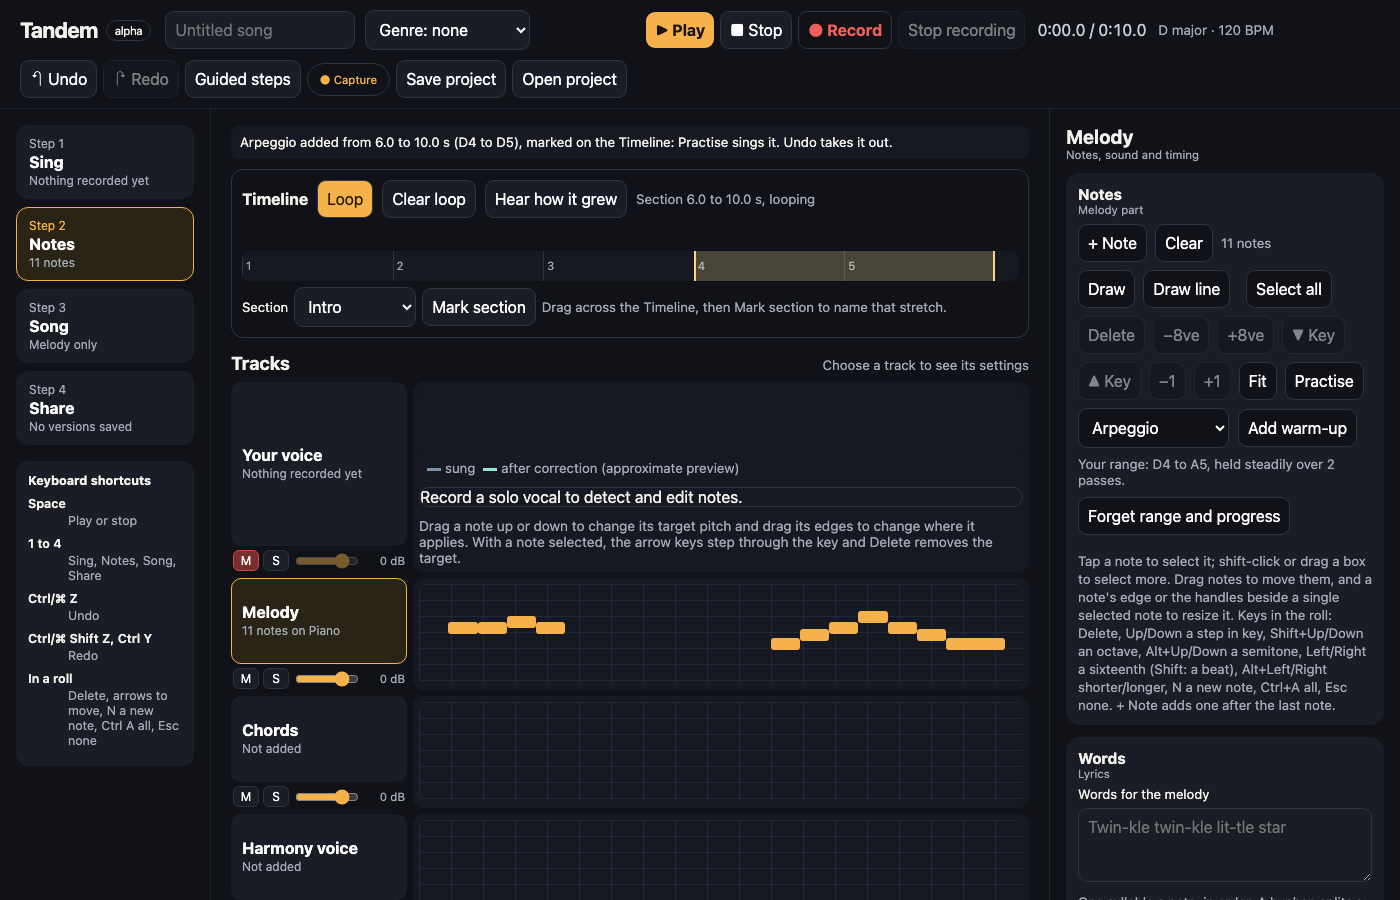 Tandem alpha Untitled song Genre: none Play Stop Record Stop recording 0:00.0 / 0:10.0 D major · 120 BPM
Undo Redo Guided steps Capture Save project Open project
Step 1
Sing
Nothing recorded yet
Step 2
Notes
11 notes
Step 3
Song
Melody only
Step 4
Share
No versions saved
Keyboard shortcuts
Space
Play or stop
1 to 4
Sing, Notes, Song,
Share
Ctrl/⌘ Z
Undo
Ctrl/⌘ Shift Z, Ctrl Y
Redo
In a roll
Delete, arrows to
move, N a new
note, Ctrl A all, Esc
none
Arpeggio added from 6.0 to 10.0 s (D4 to D5), marked on the Timeline: Practise sings it. Undo takes it out.
Timeline Loop Clear loop Hear how it grew Section 6.0 to 10.0 s, looping
1 2 3 4 5
Section Intro Mark section Drag across the Timeline, then Mark section to name that stretch.
Tracks Choose a track to see its settings
Your voice
Nothing recorded yet
M S 0 dB
sung after correction (approximate preview)
Record a solo vocal to detect and edit notes.
Drag a note up or down to change its target pitch and drag its edges to change where it
applies. With a note selected, the arrow keys step through the key and Delete removes the
target.
Melody
11 notes on Piano
M S 0 dB
Chords
Not added
M S 0 dB
Harmony voice
Not added
Melody
Notes, sound and timing
Notes
Melody part
+ Note Clear 11 notes
Draw Draw line Select all
Delete −8ve +8ve ▼ Key
▲ Key −1 +1 Fit Practise
Arpeggio Add warm-up
Your range: D4 to A5, held steadily over 2
passes.
Forget range and progress
Tap a note to select it; shift-click or drag a box
to select more. Drag notes to move them, and a
note's edge or the handles beside a single
selected note to resize it. Keys in the roll:
Delete, Up/Down a step in key, Shift+Up/Down
an octave, Alt+Up/Down a semitone, Left/Right
a sixteenth (Shift: a beat), Alt+Left/Right
shorter/longer, N a new note, Ctrl+A all, Esc
none. + Note adds one after the last note.
Words
Lyrics
Words for the melody
Twin-kle twin-kle lit-tle star